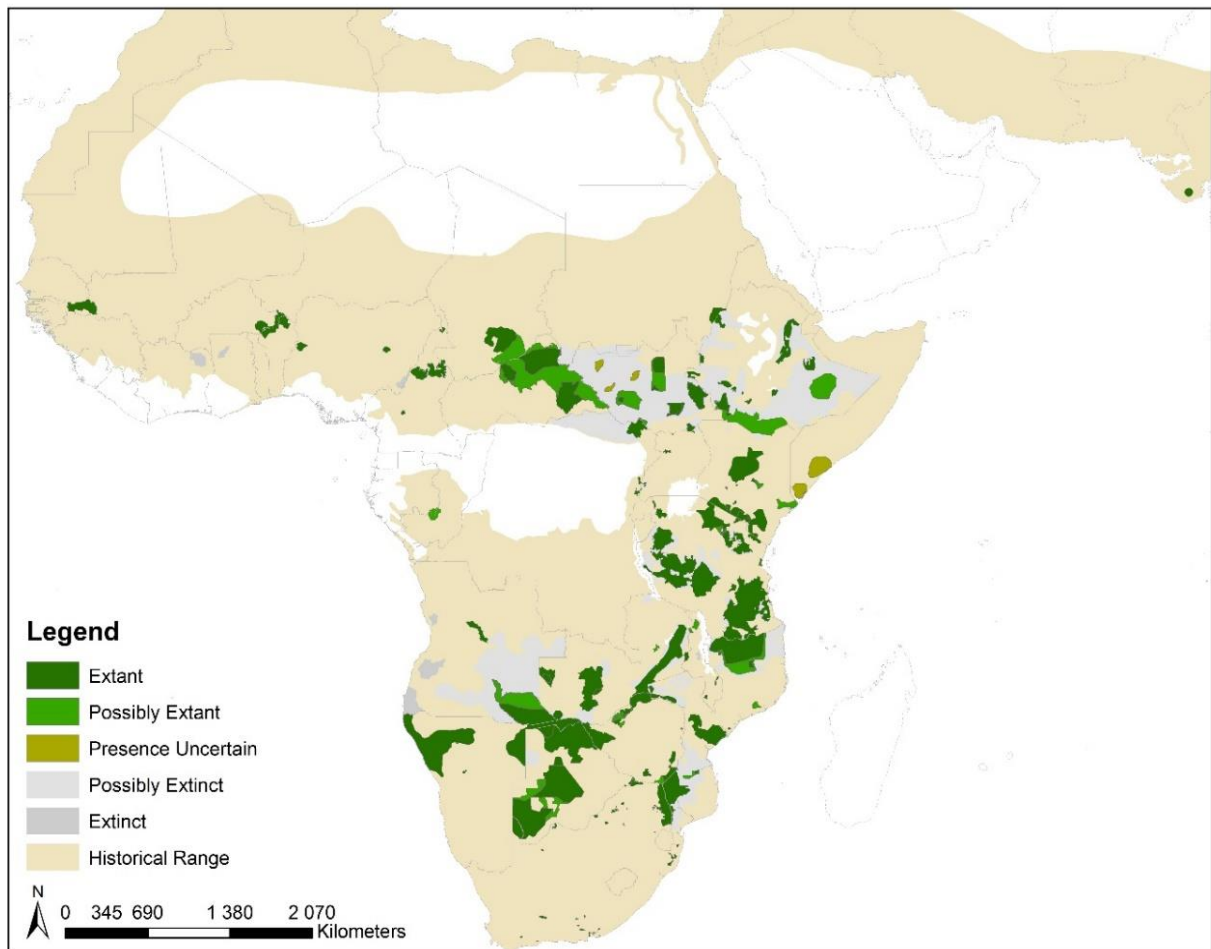 Legend
Extant
Possibly Extant
Presence Uncertain
Possibly Extinct
Extinct
Historical Range
N
0 345 690 1 380 2 070
Kilometers